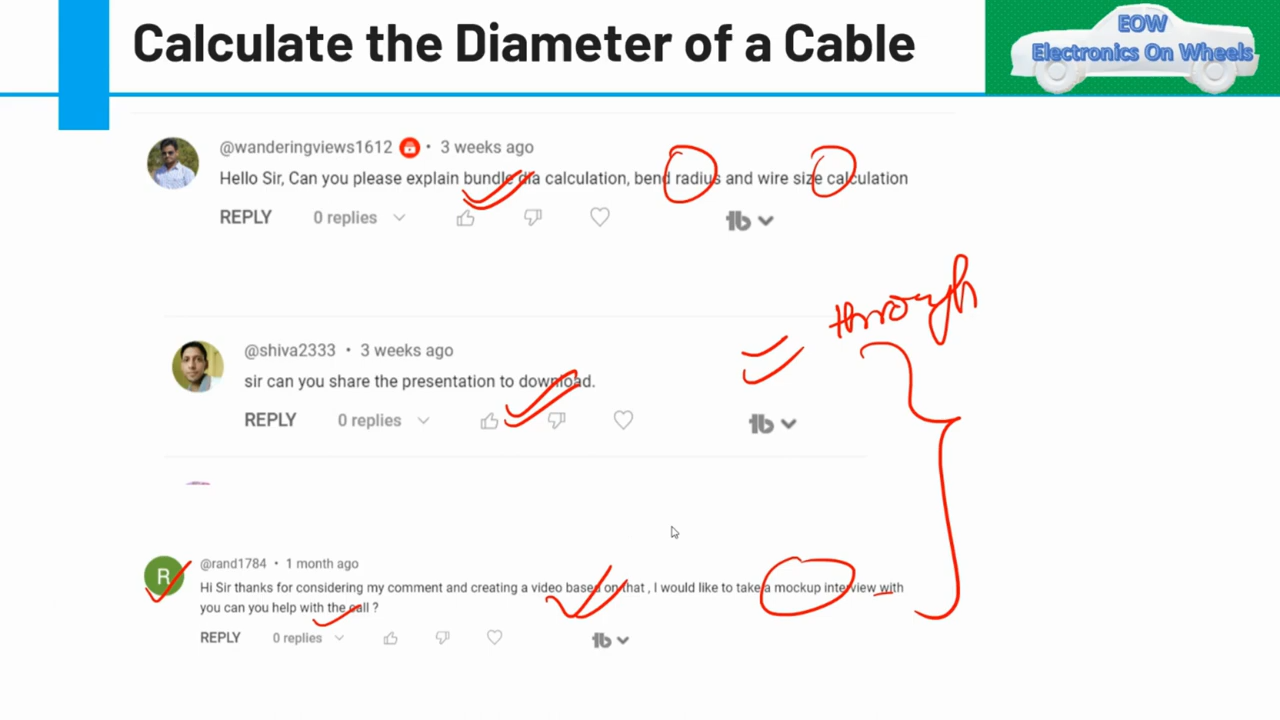 Calculate the Diameter of a Cable
EOW
Electronics On Wheels
@wanderingviews1612 • 3 weeks ago
Hello Sir, Can you please explain bundle dia calculation, bend radius and wire size calculation
REPLY 0 replies
through
@shiva2333 • 3 weeks ago
sir can you share the presentation to download.
REPLY 0 replies
R
@rand1784 • 1 month ago
Hi Sir thanks for considering my comment and creating a video based on that , I would like to take a mockup interview with
you can you help with the call ?
REPLY 0 replies